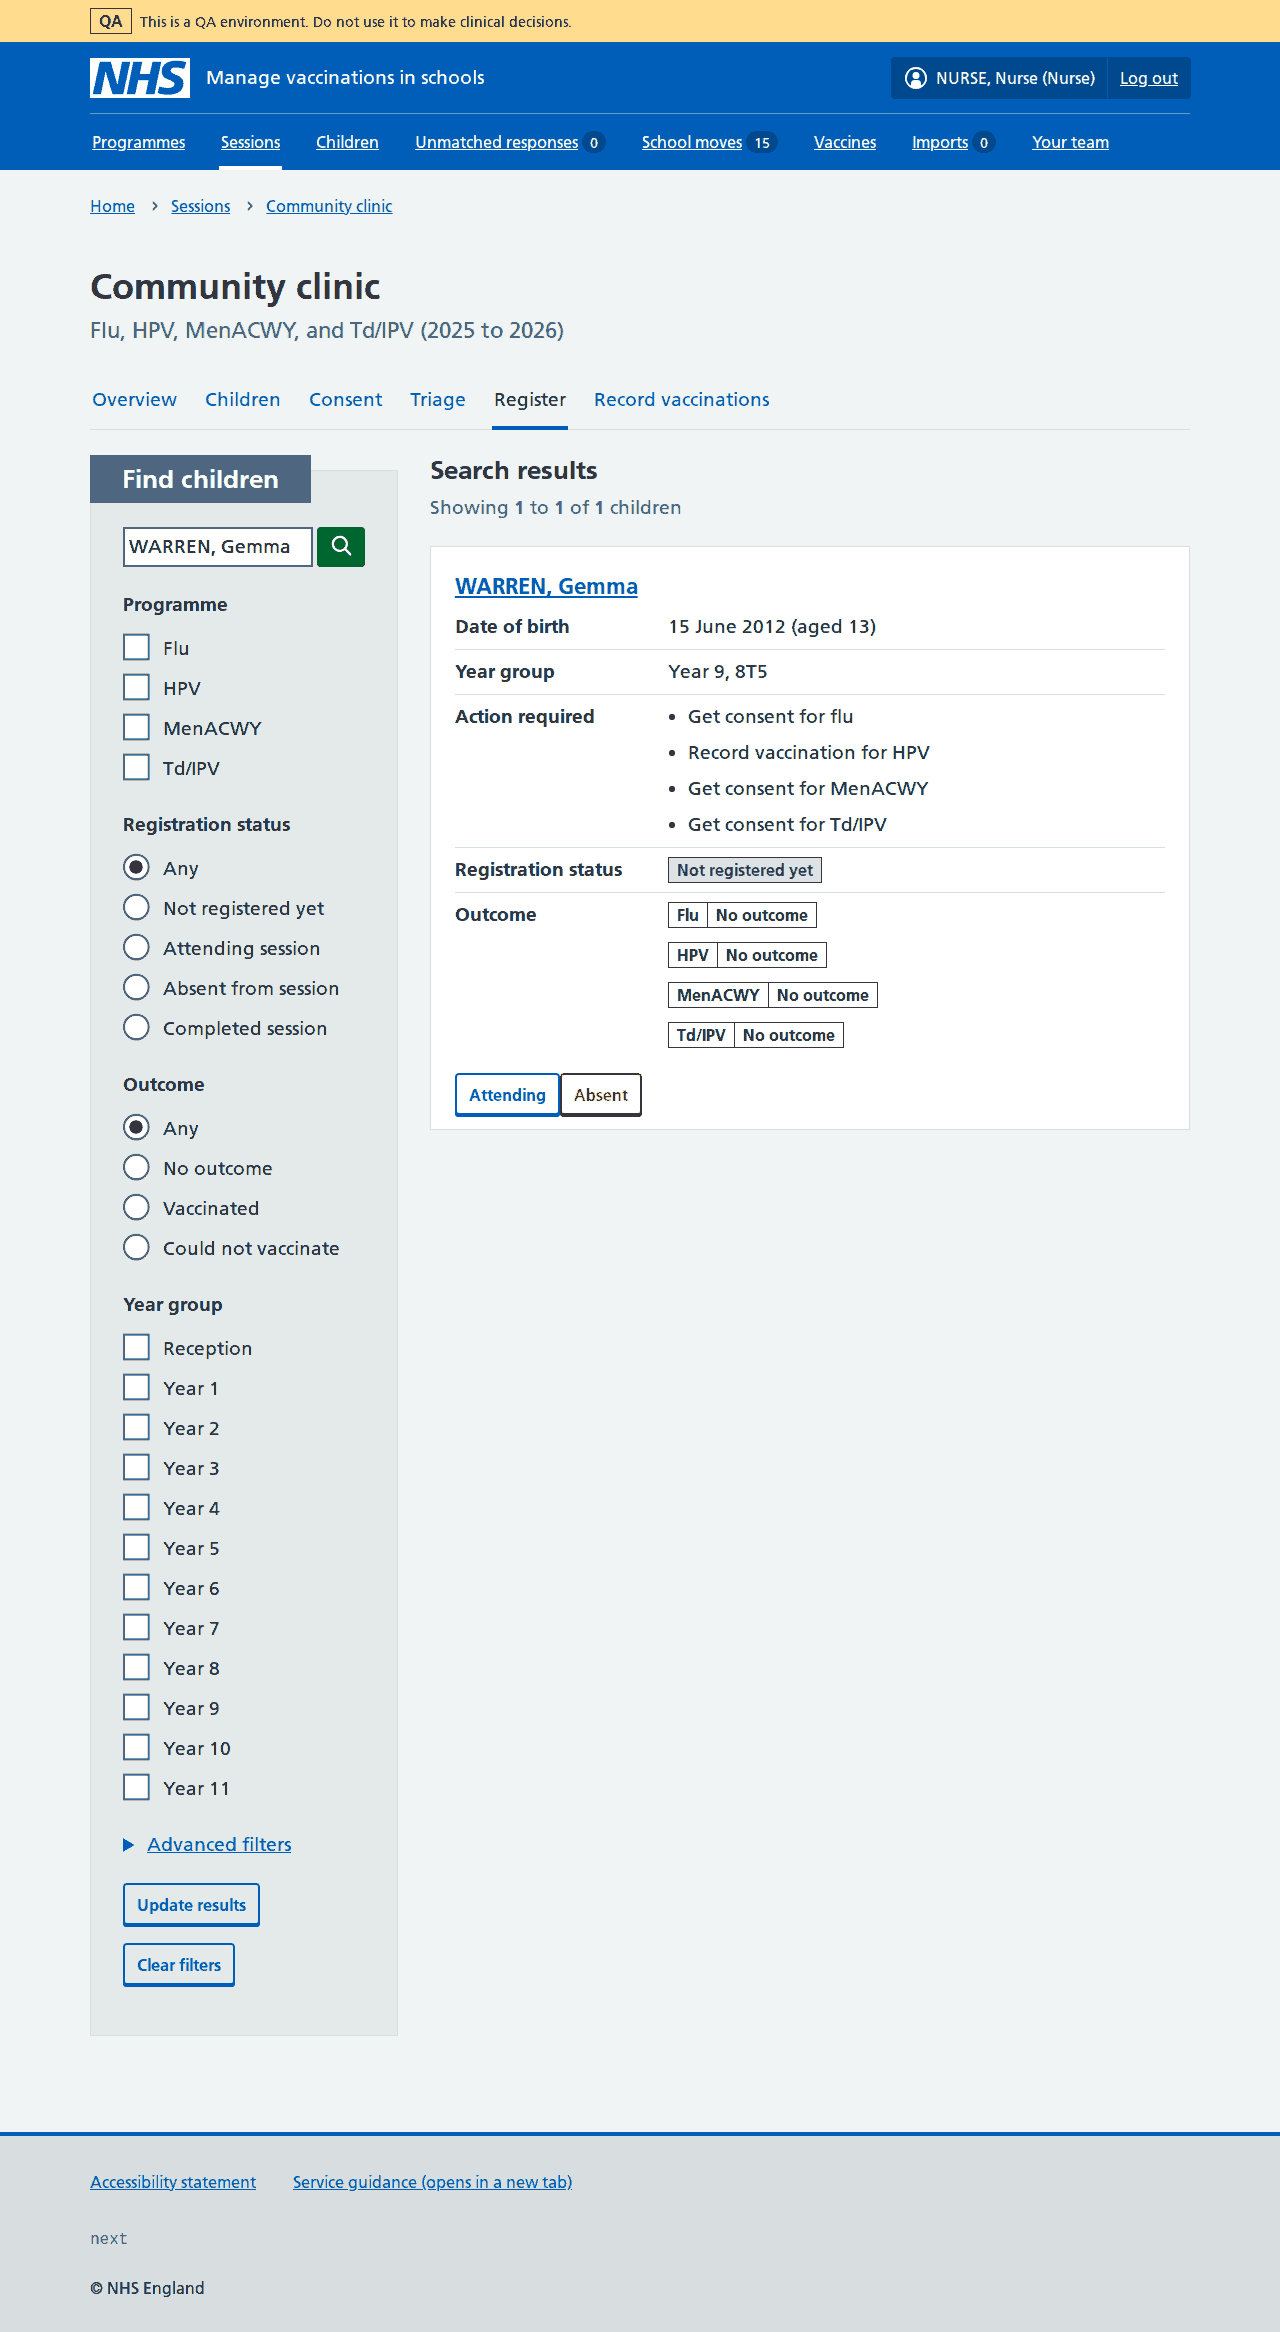 QA This is a QA environment. Do not use it to make clinical decisions.
NHS Manage vaccinations in schools NURSE, Nurse (Nurse) Log out
Programmes Sessions Children Unmatched responses 0 School moves 15 Vaccines Imports 0 Your team
Home › Sessions › Community clinic
Community clinic
Flu, HPV, MenACWY, and Td/IPV (2025 to 2026)
Overview Children Consent Triage Register Record vaccinations
Find children
WARREN, Gemma
Programme
Flu
HPV
MenACWY
Td/IPV
Registration status
Any
Not registered yet
Attending session
Absent from session
Completed session
Outcome
Any
No outcome
Vaccinated
Could not vaccinate
Year group
Reception
Year 1
Year 2
Year 3
Year 4
Year 5
Year 6
Year 7
Year 8
Year 9
Year 10
Year 11
Advanced filters
Update results
Clear filters
Search results
Showing 1 to 1 of 1 children
WARREN, Gemma
Date of birth 15 June 2012 (aged 13)
Year group Year 9, 8T5
Action required • Get consent for flu
• Record vaccination for HPV
• Get consent for MenACWY
• Get consent for Td/IPV
Registration status Not registered yet
Outcome Flu No outcome
HPV No outcome
MenACWY No outcome
Td/IPV No outcome
Attending Absent
Accessibility statement Service guidance (opens in a new tab)
next
© NHS England